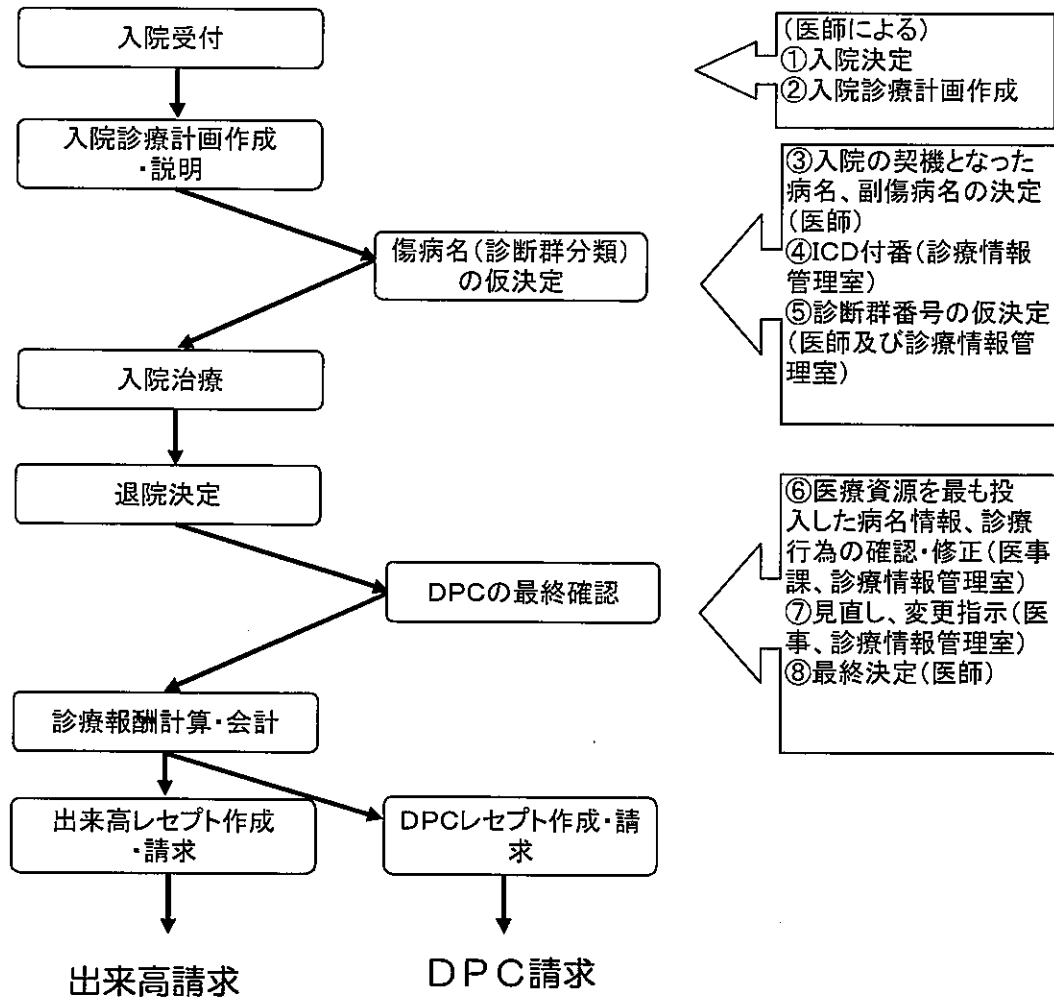 入院受付
(医師による)
①入院決定
②入院診療計画作成
入院診療計画作成
・説明
③入院の契機となった
病名、副傷病名の決定
(医師)
④ICD付番(診療情報
管理室)
⑤診断群番号の仮決定
(医師及び診療情報管
理室)
傷病名(診断群分類)
の仮決定
入院治療
退院決定
⑥医療資源を最も投
入した病名情報、診療
行為の確認・修正(医事
課、診療情報管理室)
⑦見直し、変更指示(医
事、診療情報管理室)
⑧最終決定(医師)
DPCの最終確認
診療報酬計算・会計
出来高レセプト作成
・請求
DPCレセプト作成・請
求
出来高請求
DPC請求